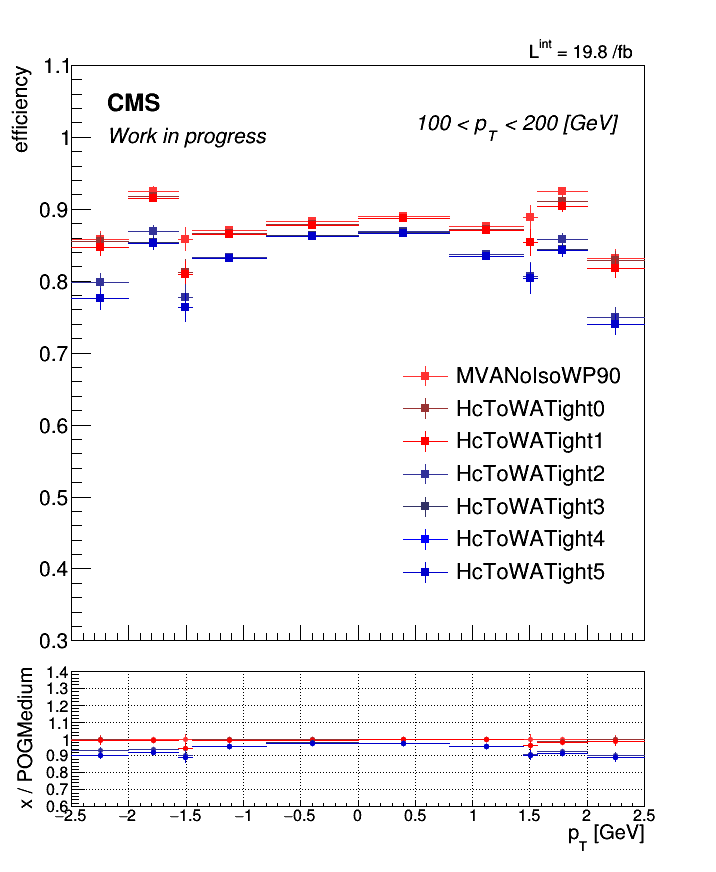 L^int = 19.8 /fb
efficiency
1.1
1
0.9
0.8
0.7
0.6
0.5
0.4
0.3
CMS
Work in progress
100 < p_T < 200 [GeV]
MVANoIsoWP90
HcToWATight0
HcToWATight1
HcToWATight2
HcToWATight3
HcToWATight4
HcToWATight5
x / POGMedium
1.4
1.3
1.2
1.1
1
0.9
0.8
0.7
0.6
−2.5 −2 −1.5 −1 −0.5 0 0.5 1 1.5 2 2.5
p_T [GeV]